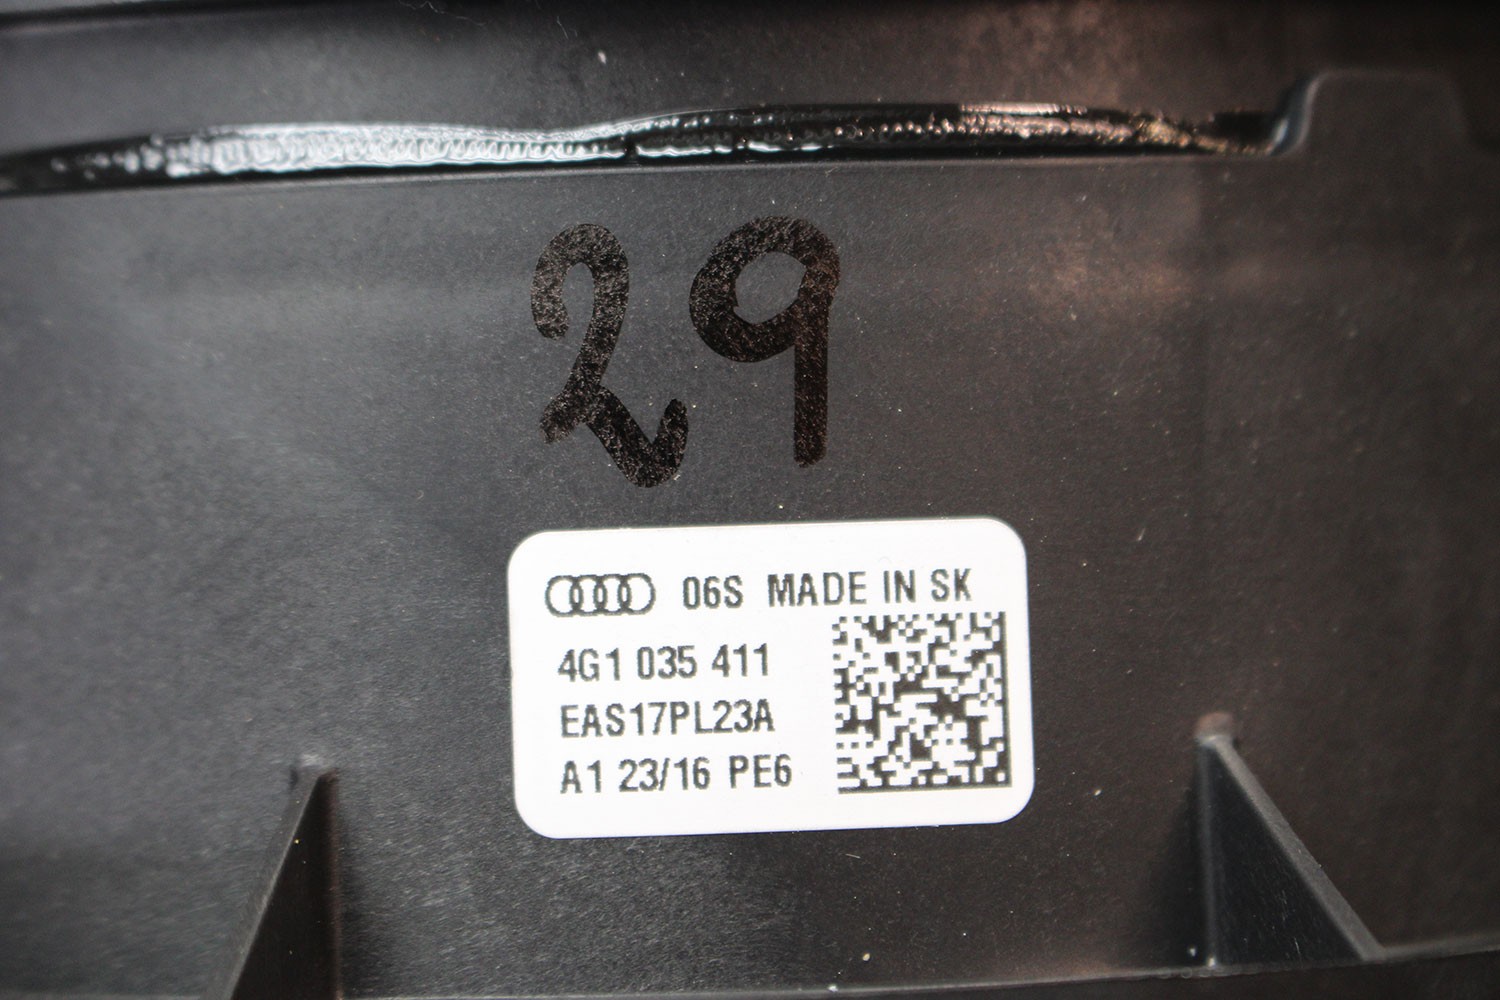 29
06S MADE IN SK
4G1 035 411
EAS17PL23A
A1 23/16 PE6